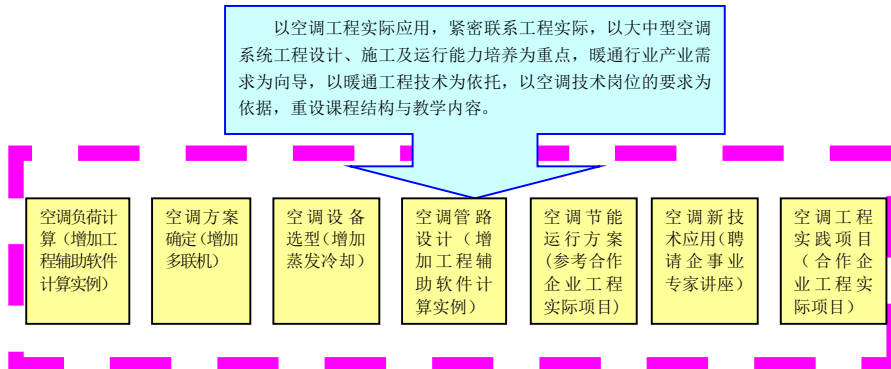 以空调工程实际应用，紧密联系工程实际，以大中型空调
系统工程设计、施工及运行能力培养为重点，暖通行业产业需
求为向导，以暖通工程技术为依托，以空调技术岗位的要求为
依据，重设课程结构与教学内容。
空调负荷计
算（增加工
程辅助软件
计算实例）
空调方案
确定（增加
多联机）
空调设备
选型（增加
蒸发冷却）
空调管路
设计（增
加工程辅
助软件计
算实例）
空调节能
运行方案
(参考合作
企业工程
实际项目)
空调新技
术应用（聘
请企事业
专家讲座）
空调工程
实践项目
（合作企
业工程实
际项目）